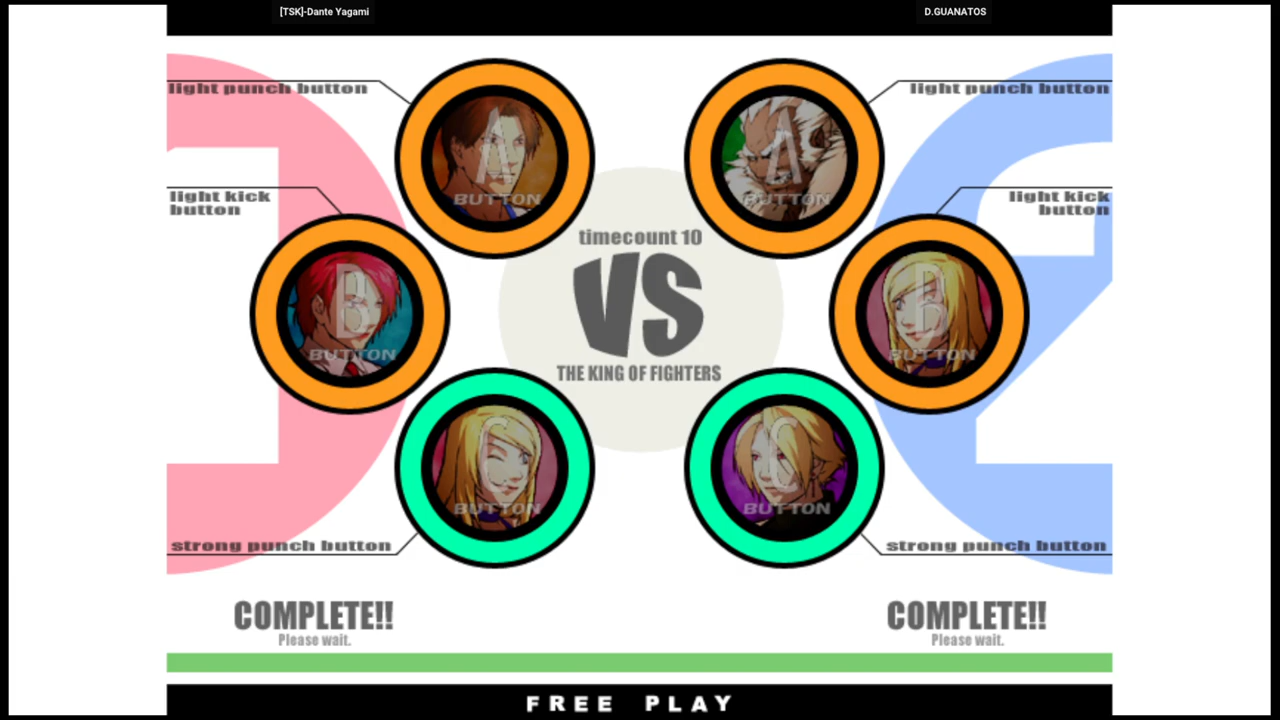 [TSK]-Dante Yagami
D.GUANATOS
light punch button
light punch button
A
BUTTON
A
BUTTON
light kick
button
light kick
button
timecount 10
VS
THE KING OF FIGHTERS
1
2
B
BUTTON
B
BUTTON
C
BUTTON
C
BUTTON
strong punch button
strong punch button
COMPLETE!!
Please wait.
COMPLETE!!
Please wait.
FREE PLAY